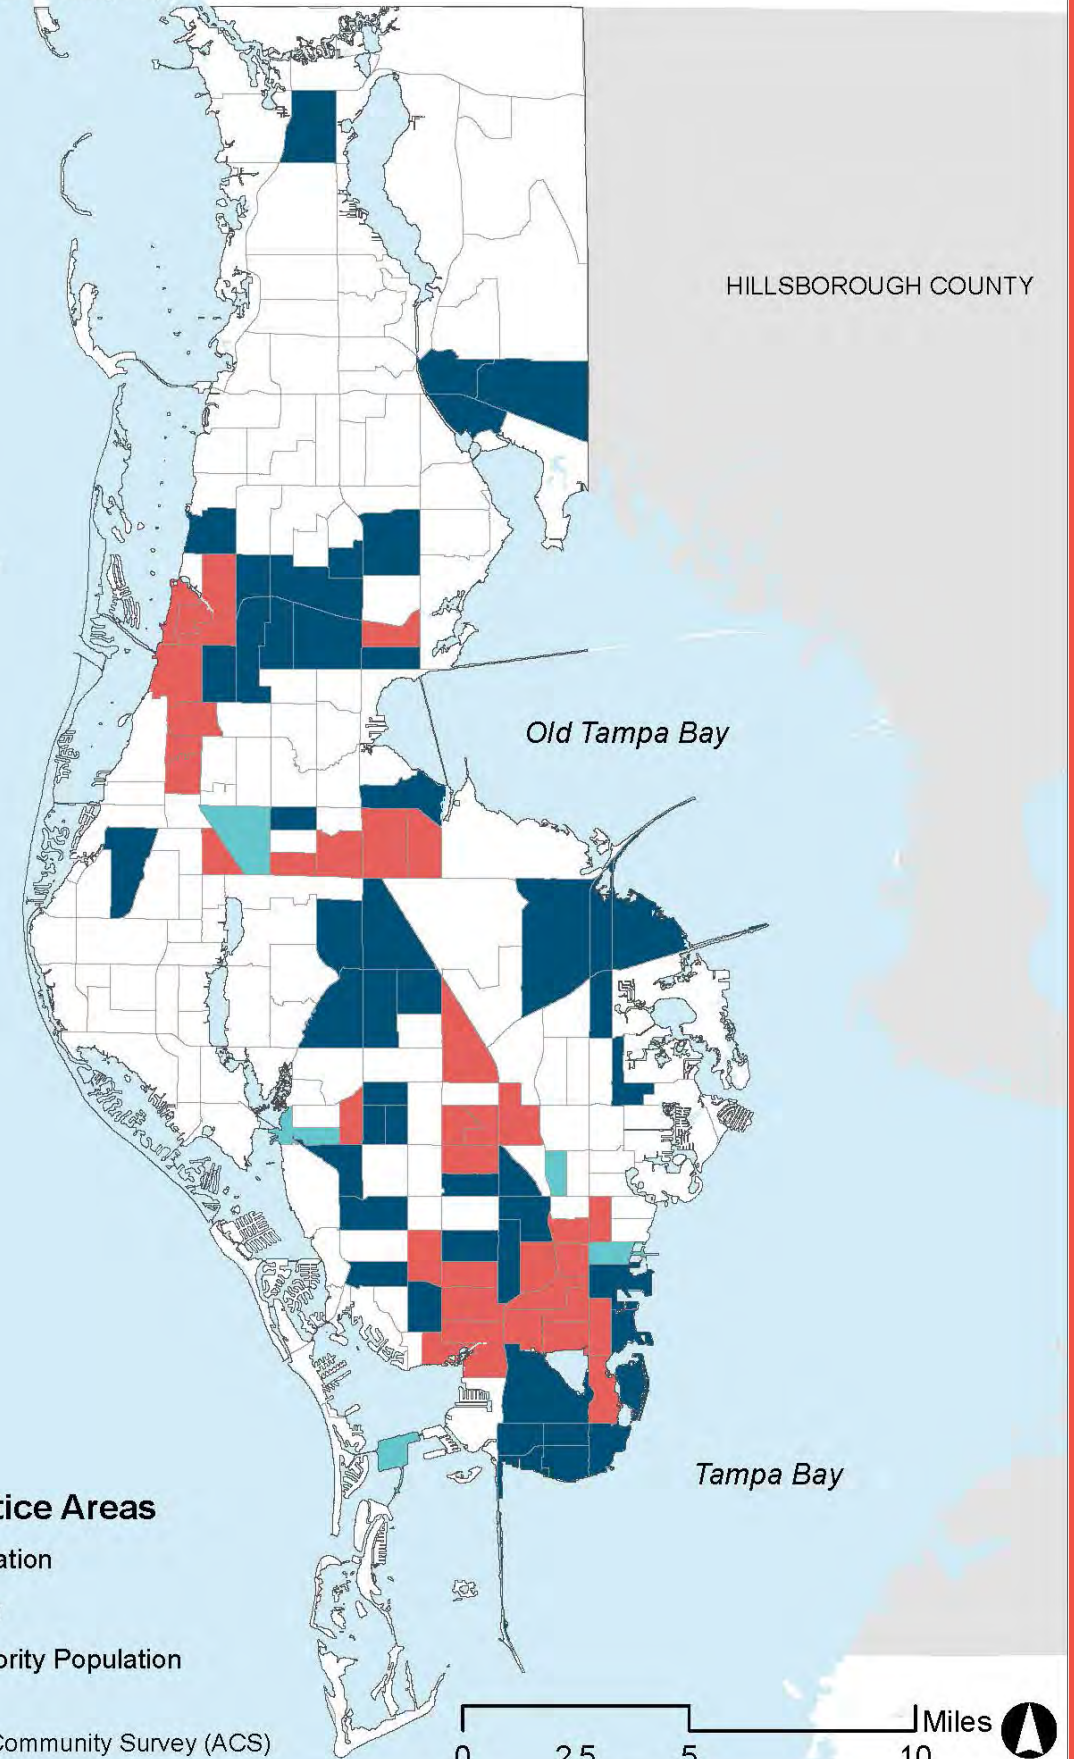 HILLSBOROUGH COUNTY
Old Tampa Bay
Tampa Bay
tice Areas
ation
ority Population
Community Survey (ACS)
Miles
0 2.5 5 10